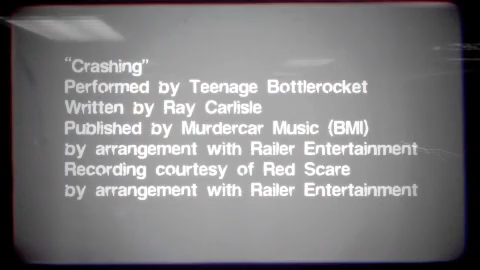 "Crashing"
Performed by Teenage Bottlerocket
Written by Ray Carlisle
Published by Murdercar Music (BMI)
by arrangement with Railer Entertainment
Recording courtesy of Red Scare
by arrangement with Railer Entertainment